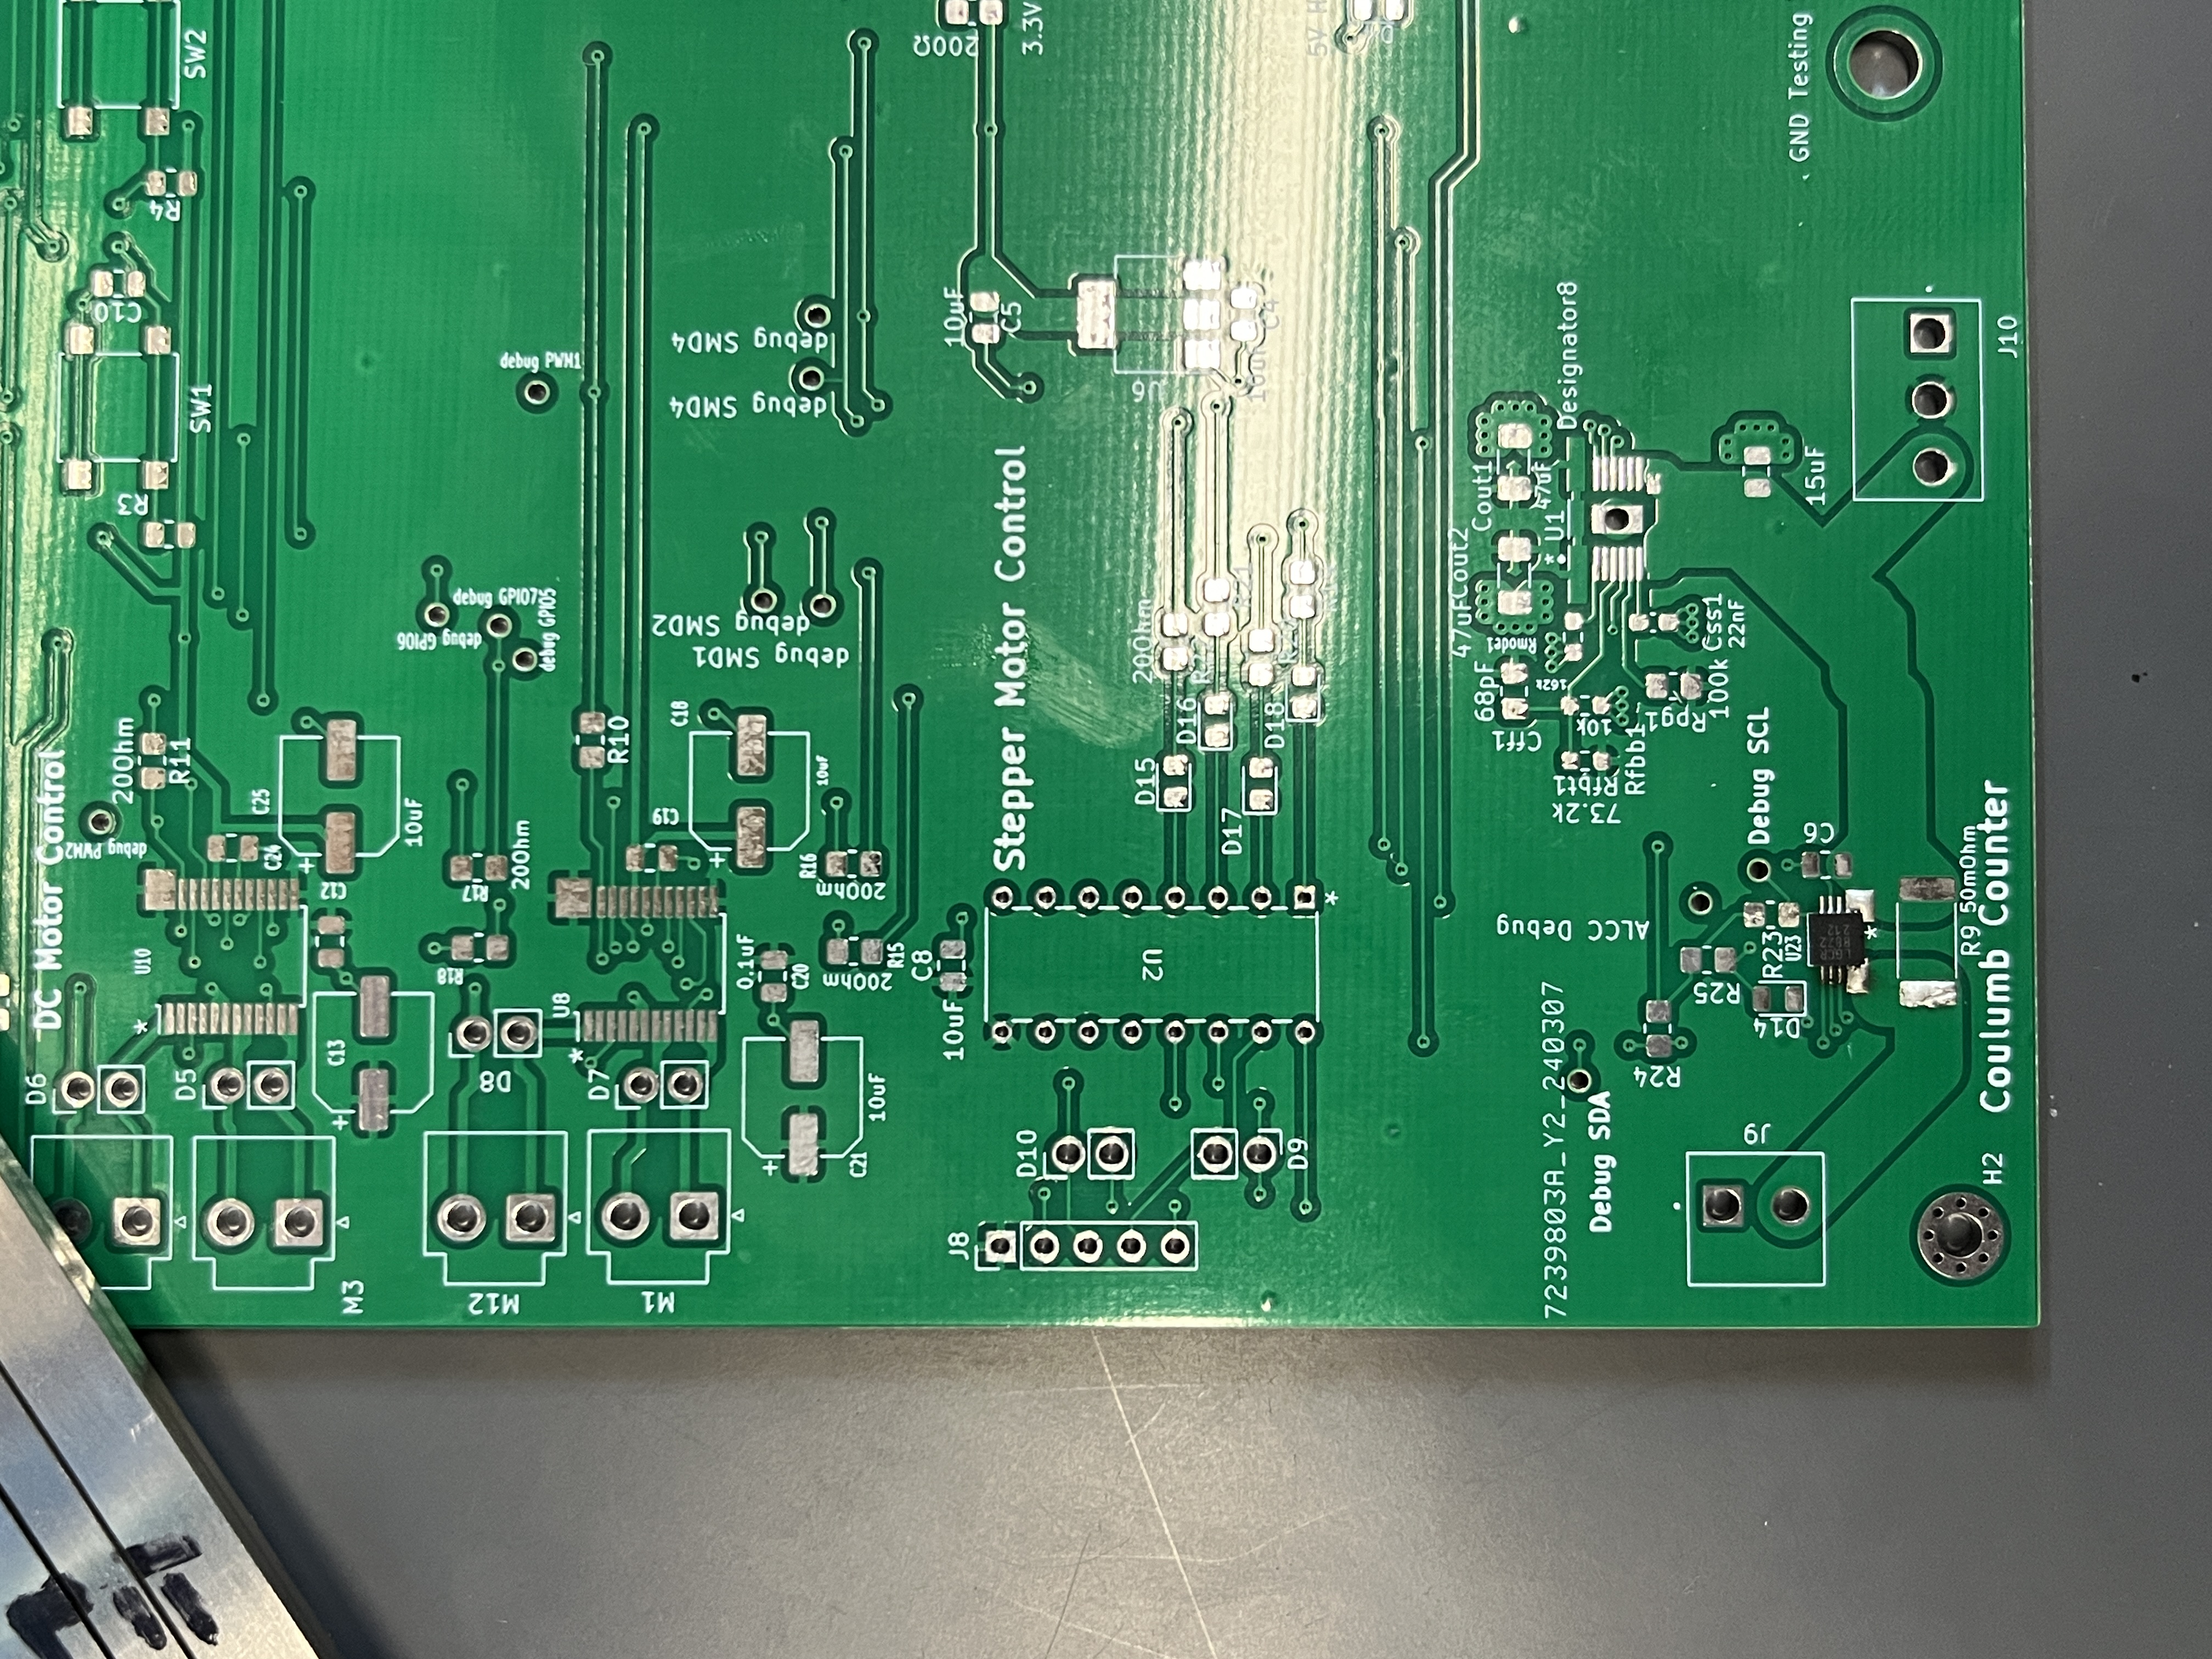 D6
DC Motor Control
debug PWM2
200hm
R11
U10
*
D5
R3
C10
R4
SW1
SW2
C24
C25
+
+
C13
C12
M3
10uF
M12
D8
R18
R17
200hm
debug GPIO6
debug GPIO7
debug GPIO5
debug PWM1
U8
*
D7
R10
M1
C19
C18
+
0.1uF
C20
+
C21
10uF
10uF
debug SMD1
debug SMD2
debug SMD4
debug SMD4
R16
200hm
200hm
R15
C8
10uF
J8
Stepper Motor Control
10uF
C5
200Ω
3.3V
D10
U2
U6
D15
200hm
D16
D17
D18
D9
*
C4
5V H
47uF
Cout2
Cout1
68pF
Cff1
Rmode1
162k
47uF
*
U1
Designator8
7239803A_Y2_240307
Debug SDA
ALCC Debug
73.2k
Rfbt1
10k
Rfbb1
Rpg1
100k
Css1
22nF
R24
R25
J9
D14
R23
U23
Debug SCL
C6
15uF
GND Testing
*
R9 50mOhm
H2
Coulumb Counter
J10